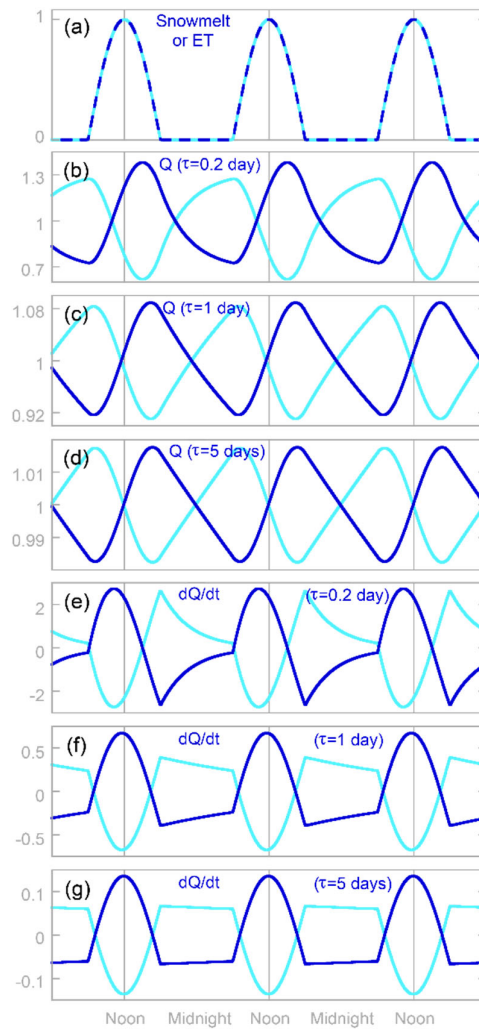 (a)
Snowmelt
or ET
1
0
(b)
Q (τ=0.2 day)
1.3
1
0.7
(c)
Q (τ=1 day)
1.08
1
0.92
(d)
Q (τ=5 days)
1.01
1
0.99
(e)
dQ/dt (τ=0.2 day)
2
0
-2
(f)
dQ/dt (τ=1 day)
0.5
0
-0.5
(g)
dQ/dt (τ=5 days)
0.1
0
-0.1
Noon Midnight Noon Midnight Noon